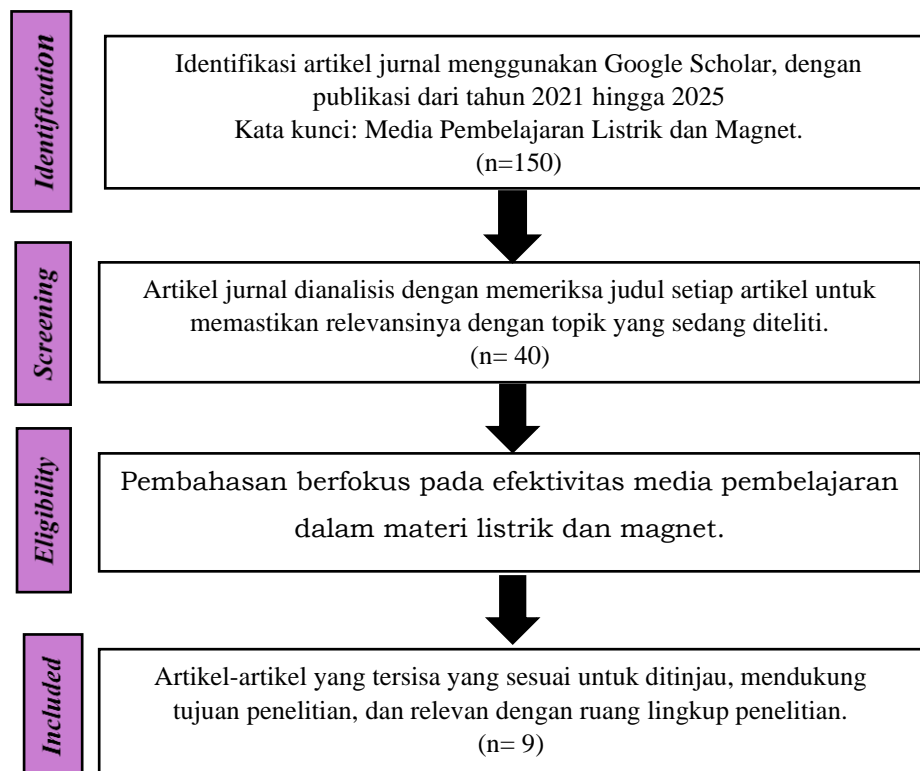 Identification
Identifikasi artikel jurnal menggunakan Google Scholar, dengan
publikasi dari tahun 2021 hingga 2025
Kata kunci: Media Pembelajaran Listrik dan Magnet.
(n=150)
Screening
Artikel jurnal dianalisis dengan memeriksa judul setiap artikel untuk
memastikan relevansinya dengan topik yang sedang diteliti.
(n= 40)
Eligibility
Pembahasan berfokus pada efektivitas media pembelajaran
dalam materi listrik dan magnet.
Included
Artikel-artikel yang tersisa yang sesuai untuk ditinjau, mendukung
tujuan penelitian, dan relevan dengan ruang lingkup penelitian.
(n= 9)